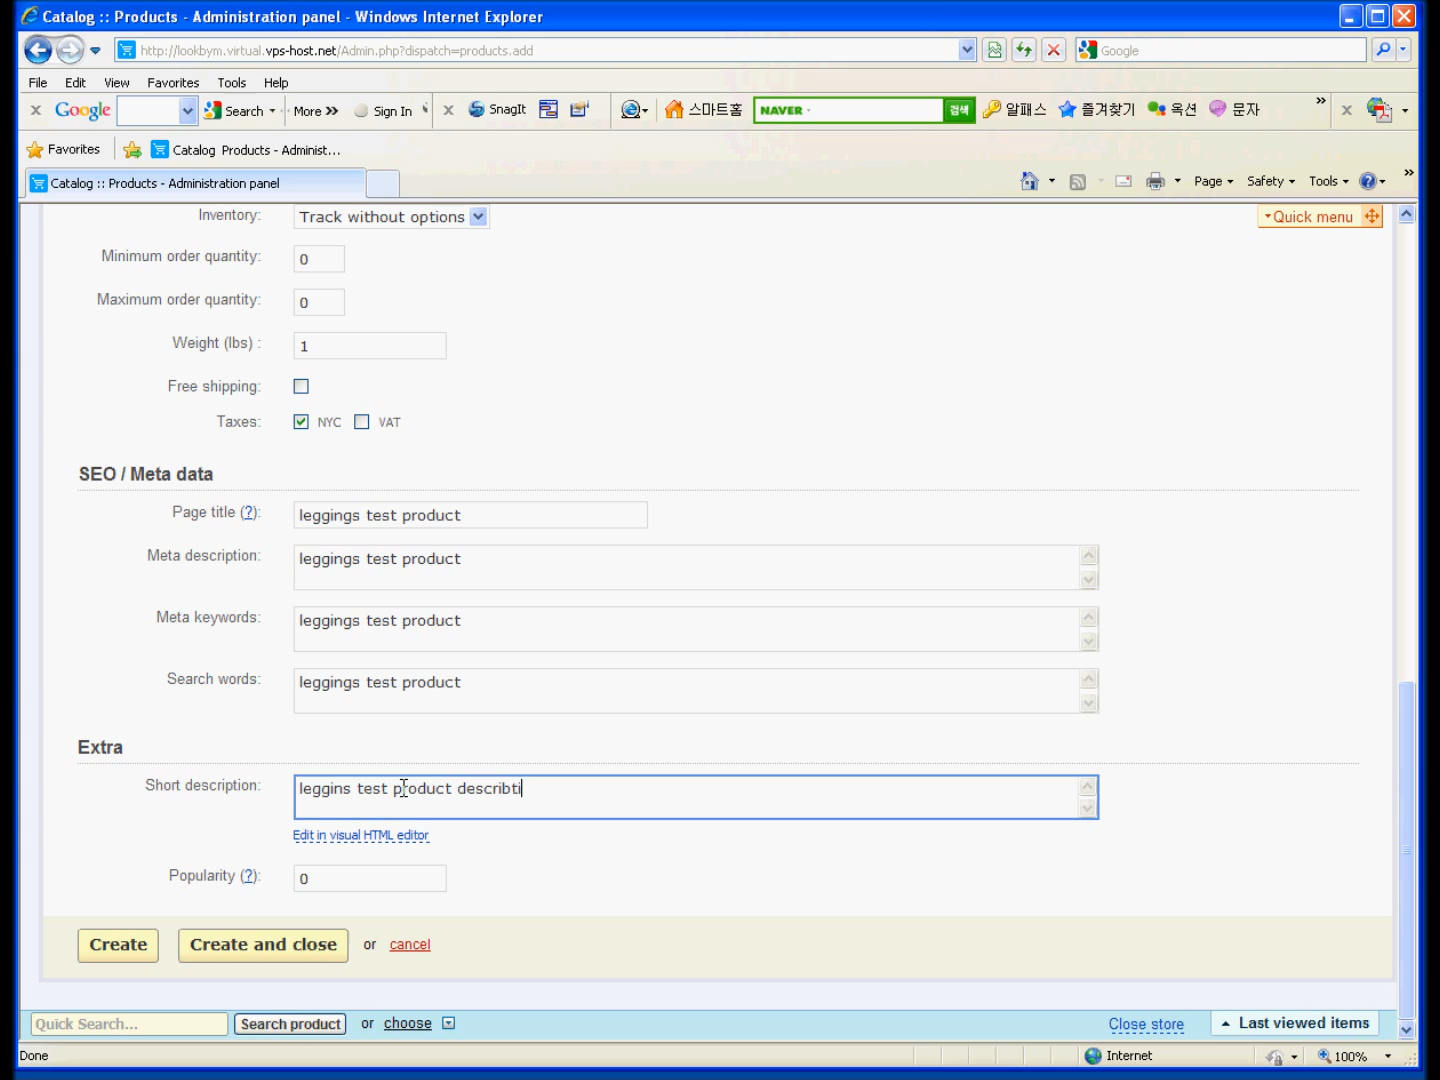 Catalog :: Products - Administration panel - Windows Internet Explorer
http://lookbym.virtual.vps-host.net/Admin.php?dispatch=products.add
Google
File Edit View Favorites Tools Help
x Google Search More >> Sign In x SnagIt 스마트홈 NAVER 검색 알패스 즐겨찾기 옥션 문자 >> x
Favorites Catalog Products - Administ...
Catalog :: Products - Administration panel Page Safety Tools >>
Inventory: Track without options Quick menu
Minimum order quantity: 0
Maximum order quantity: 0
Weight (lbs) : 1
Free shipping:
Taxes: NYC VAT
SEO / Meta data
Page title (?): leggings test product
Meta description: leggings test product
Meta keywords: leggings test product
Search words: leggings test product
Extra
Short description: leggins test product describti
Edit in visual HTML editor
Popularity (?): 0
Create Create and close or cancel
Quick Search... Search product or choose Close store Last viewed items
Done Internet 100%